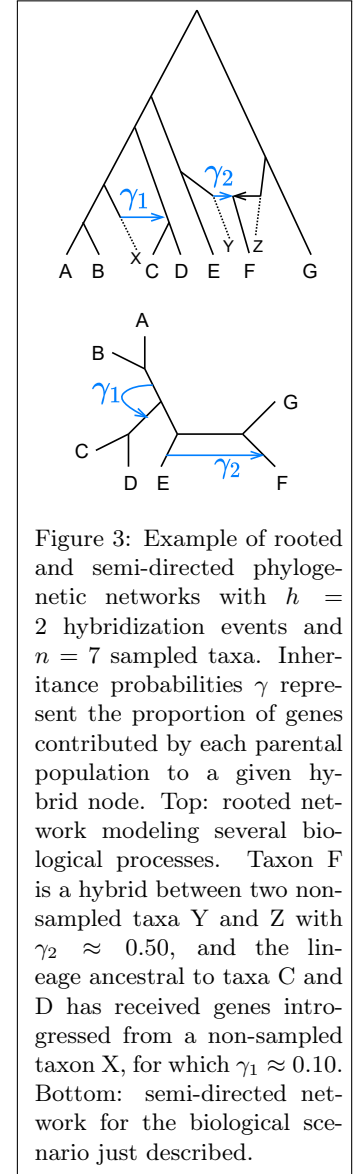 γ1
γ2
X
Y
Z
A B C D E F G
A
B
γ1
G
C
D
E
γ2
F
Figure 3: Example of rooted
and semi-directed phyloge-
netic networks with h =
2 hybridization events and
n = 7 sampled taxa. Inher-
itance probabilities γ repre-
sent the proportion of genes
contributed by each parental
population to a given hy-
brid node. Top: rooted net-
work modeling several bio-
logical processes. Taxon F
is a hybrid between two non-
sampled taxa Y and Z with
γ2 ≈ 0.50, and the lin-
eage ancestral to taxa C and
D has received genes intro-
gressed from a non-sampled
taxon X, for which γ1 ≈ 0.10.
Bottom: semi-directed net-
work for the biological sce-
nario just described.